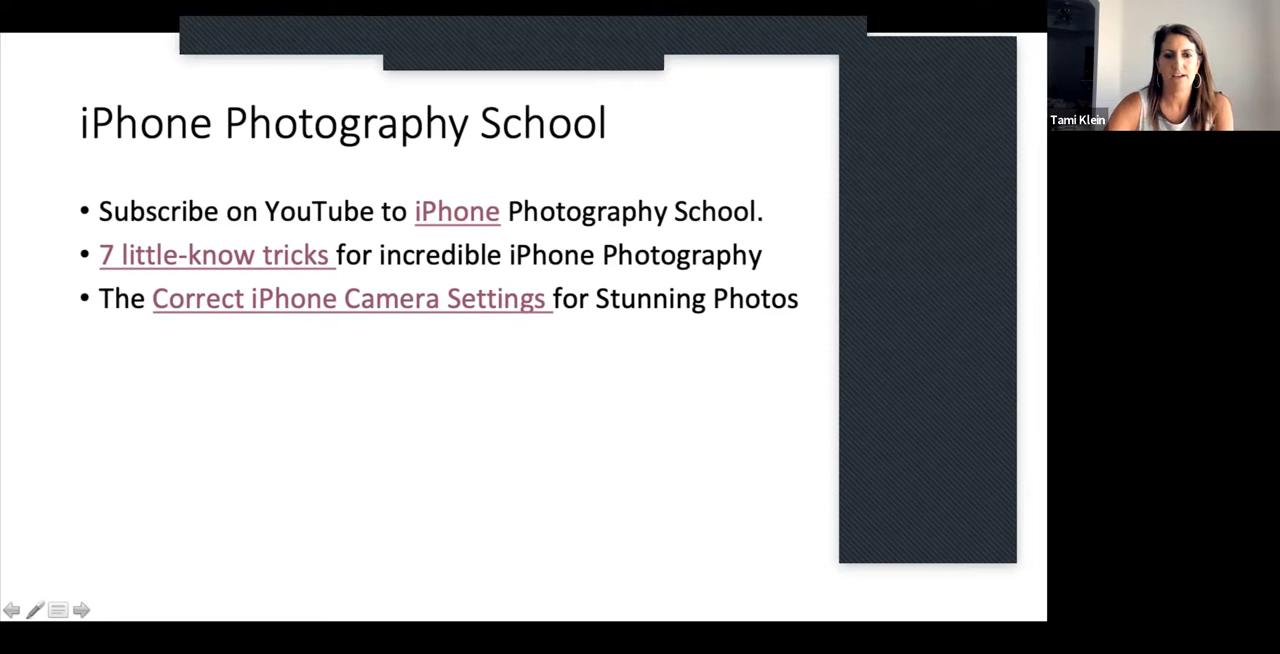 iPhone Photography School
• Subscribe on YouTube to iPhone Photography School.
• 7 little-know tricks for incredible iPhone Photography
• The Correct iPhone Camera Settings for Stunning Photos
Tami Klein